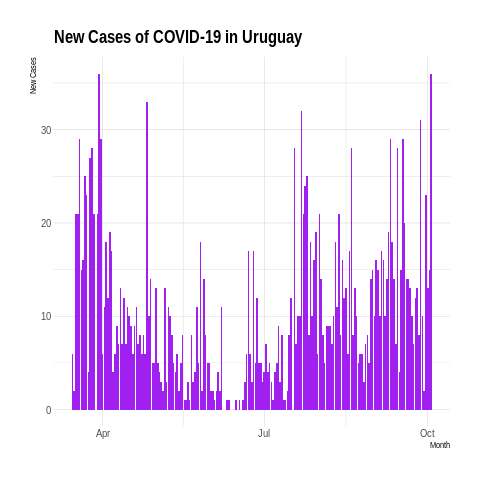 New Cases of COVID-19 in Uruguay
New Cases
30
20
10
0
Apr
Jul
Oct
Month